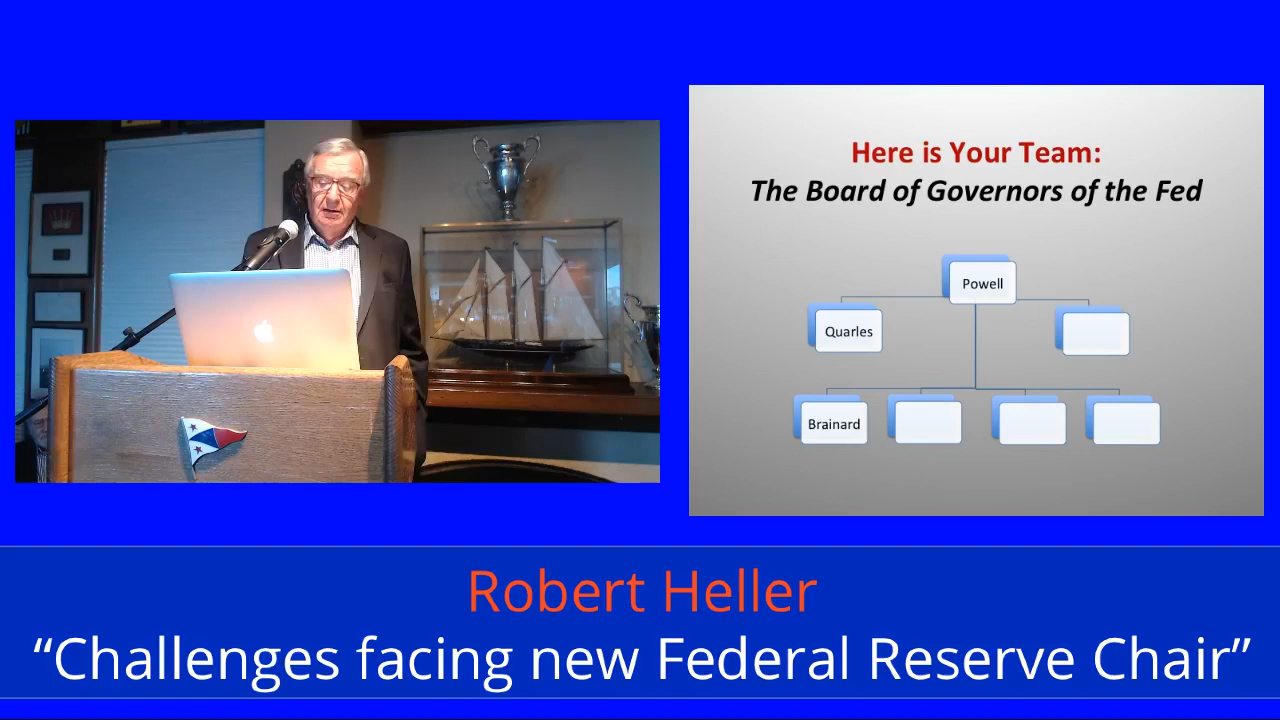 Here is Your Team:
The Board of Governors of the Fed
Powell
Quarles
Brainard
Robert Heller
“Challenges facing new Federal Reserve Chair”